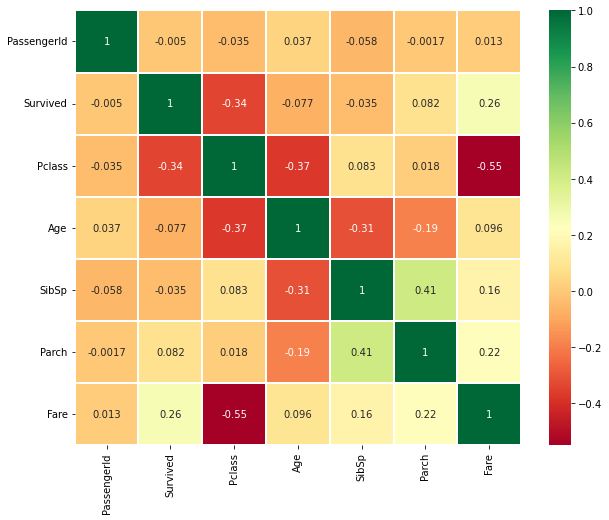 PassengerId 1 -0.005 -0.035 0.037 -0.058 -0.0017 0.013
Survived -0.005 1 -0.34 -0.077 -0.035 0.082 0.26
Pclass -0.035 -0.34 1 -0.37 0.083 0.018 -0.55
Age 0.037 -0.077 -0.37 1 -0.31 -0.19 0.096
SibSp -0.058 -0.035 0.083 -0.31 1 0.41 0.16
Parch -0.0017 0.082 0.018 -0.19 0.41 1 0.22
Fare 0.013 0.26 -0.55 0.096 0.16 0.22 1
PassengerId Survived Pclass Age SibSp Parch Fare
1.0
0.8
0.6
0.4
0.2
0.0
−0.2
−0.4